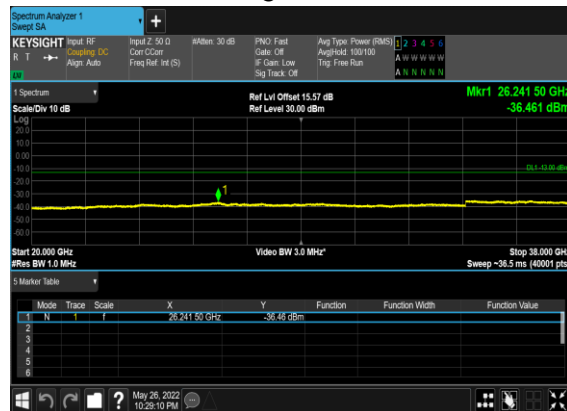 Spectrum Analyzer 1
Swept SA
KEYSIGHT Input: RF Input Z: 50 Ω #Atten: 30 dB PNO: Fast Avg Type: Power (RMS) 1 2 3 4 5 6
R T Coupling: DC Corr CCorr Gate: Off Avg|Hold: 100/100 A W W W W W
Align: Auto Freq Ref: Int (S) IF Gain: Low Trig: Free Run
Sig Track: Off A N N N N N
1 Spectrum Ref Lvl Offset 15.57 dB Mkr1 26.241 50 GHz
Scale/Div 10 dB Ref Level 30.00 dBm -36.461 dBm
Log
20.0
10.0
0.00
-10.0 DL1 -13.00 dBm
-20.0
-30.0 1
-40.0
-50.0
-60.0
Start 20.000 GHz Video BW 3.0 MHz* Stop 38.000 GHz
#Res BW 1.0 MHz Sweep ~36.5 ms (40001 pts)
5 Marker Table
Mode Trace Scale X Y Function Function Width Function Value
1 N 1 f 26.241 50 GHz -36.46 dBm
2
3
4
5
6
? May 26, 2022
10:29:10 PM